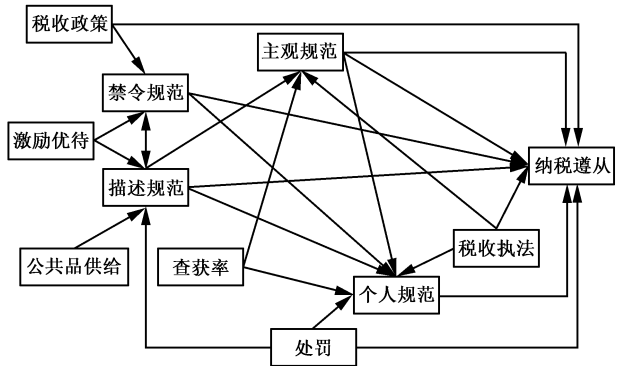 税收政策
主观规范
禁令规范
激励优待
纳税遵从
描述规范
税收执法
公共品供给
查获率
个人规范
处罚